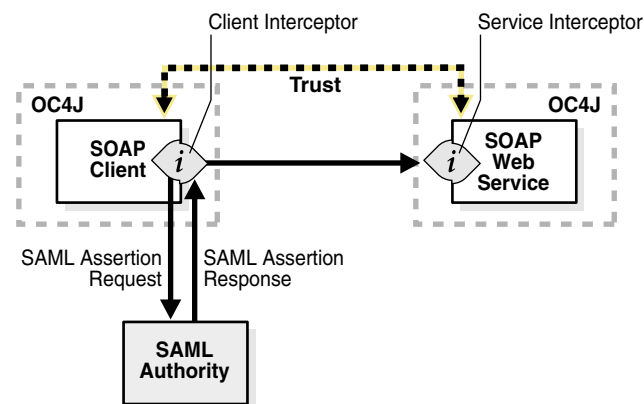 Client Interceptor
Service Interceptor
Trust
OC4J
OC4J
SOAP
Client
i
i
SOAP
Web
Service
SAML Assertion
Request
SAML Assertion
Response
SAML
Authority